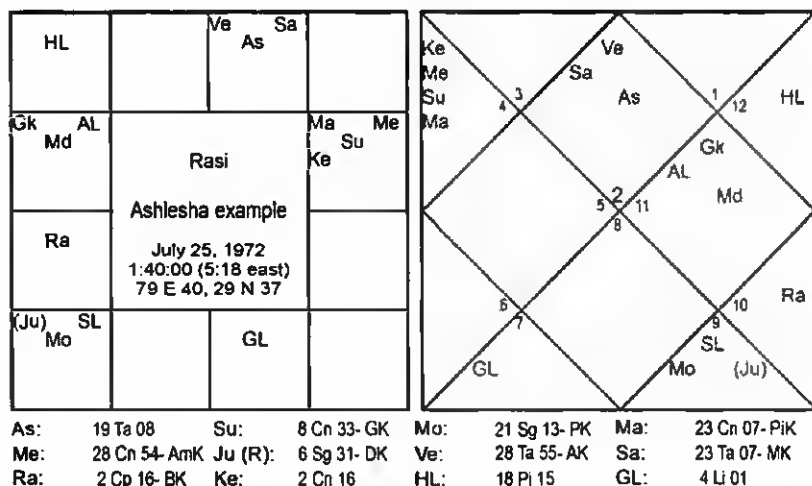 HL
Ve Sa
As
Gk AL
Md
Ma Me
Su
Ke
Ra
(Ju) SL
Mo
GL
Rasi
Ashlesha example
July 25, 1972
1:40:00 (5:18 east)
79 E 40, 29 N 37
Ke
Me
Su
Ma
Ve
Sa
As
3
4
1
12
HL
Gk
AL
Md
2
5 11
8
Ra
6
7
10
9
GL
SL
Mo
(Ju)
As: 19 Ta 08 Su: 8 Cn 33- GK Mo: 21 Sg 13- PK Ma: 23 Cn 07- PiK
Me: 28 Cn 54- AmK Ju (R): 6 Sg 31- DK Ve: 28 Ta 55- AK Sa: 23 Ta 07- MK
Ra: 2 Cp 16- BK Ke: 2 Cn 16 HL: 18 Pi 15 GL: 4 Li 01